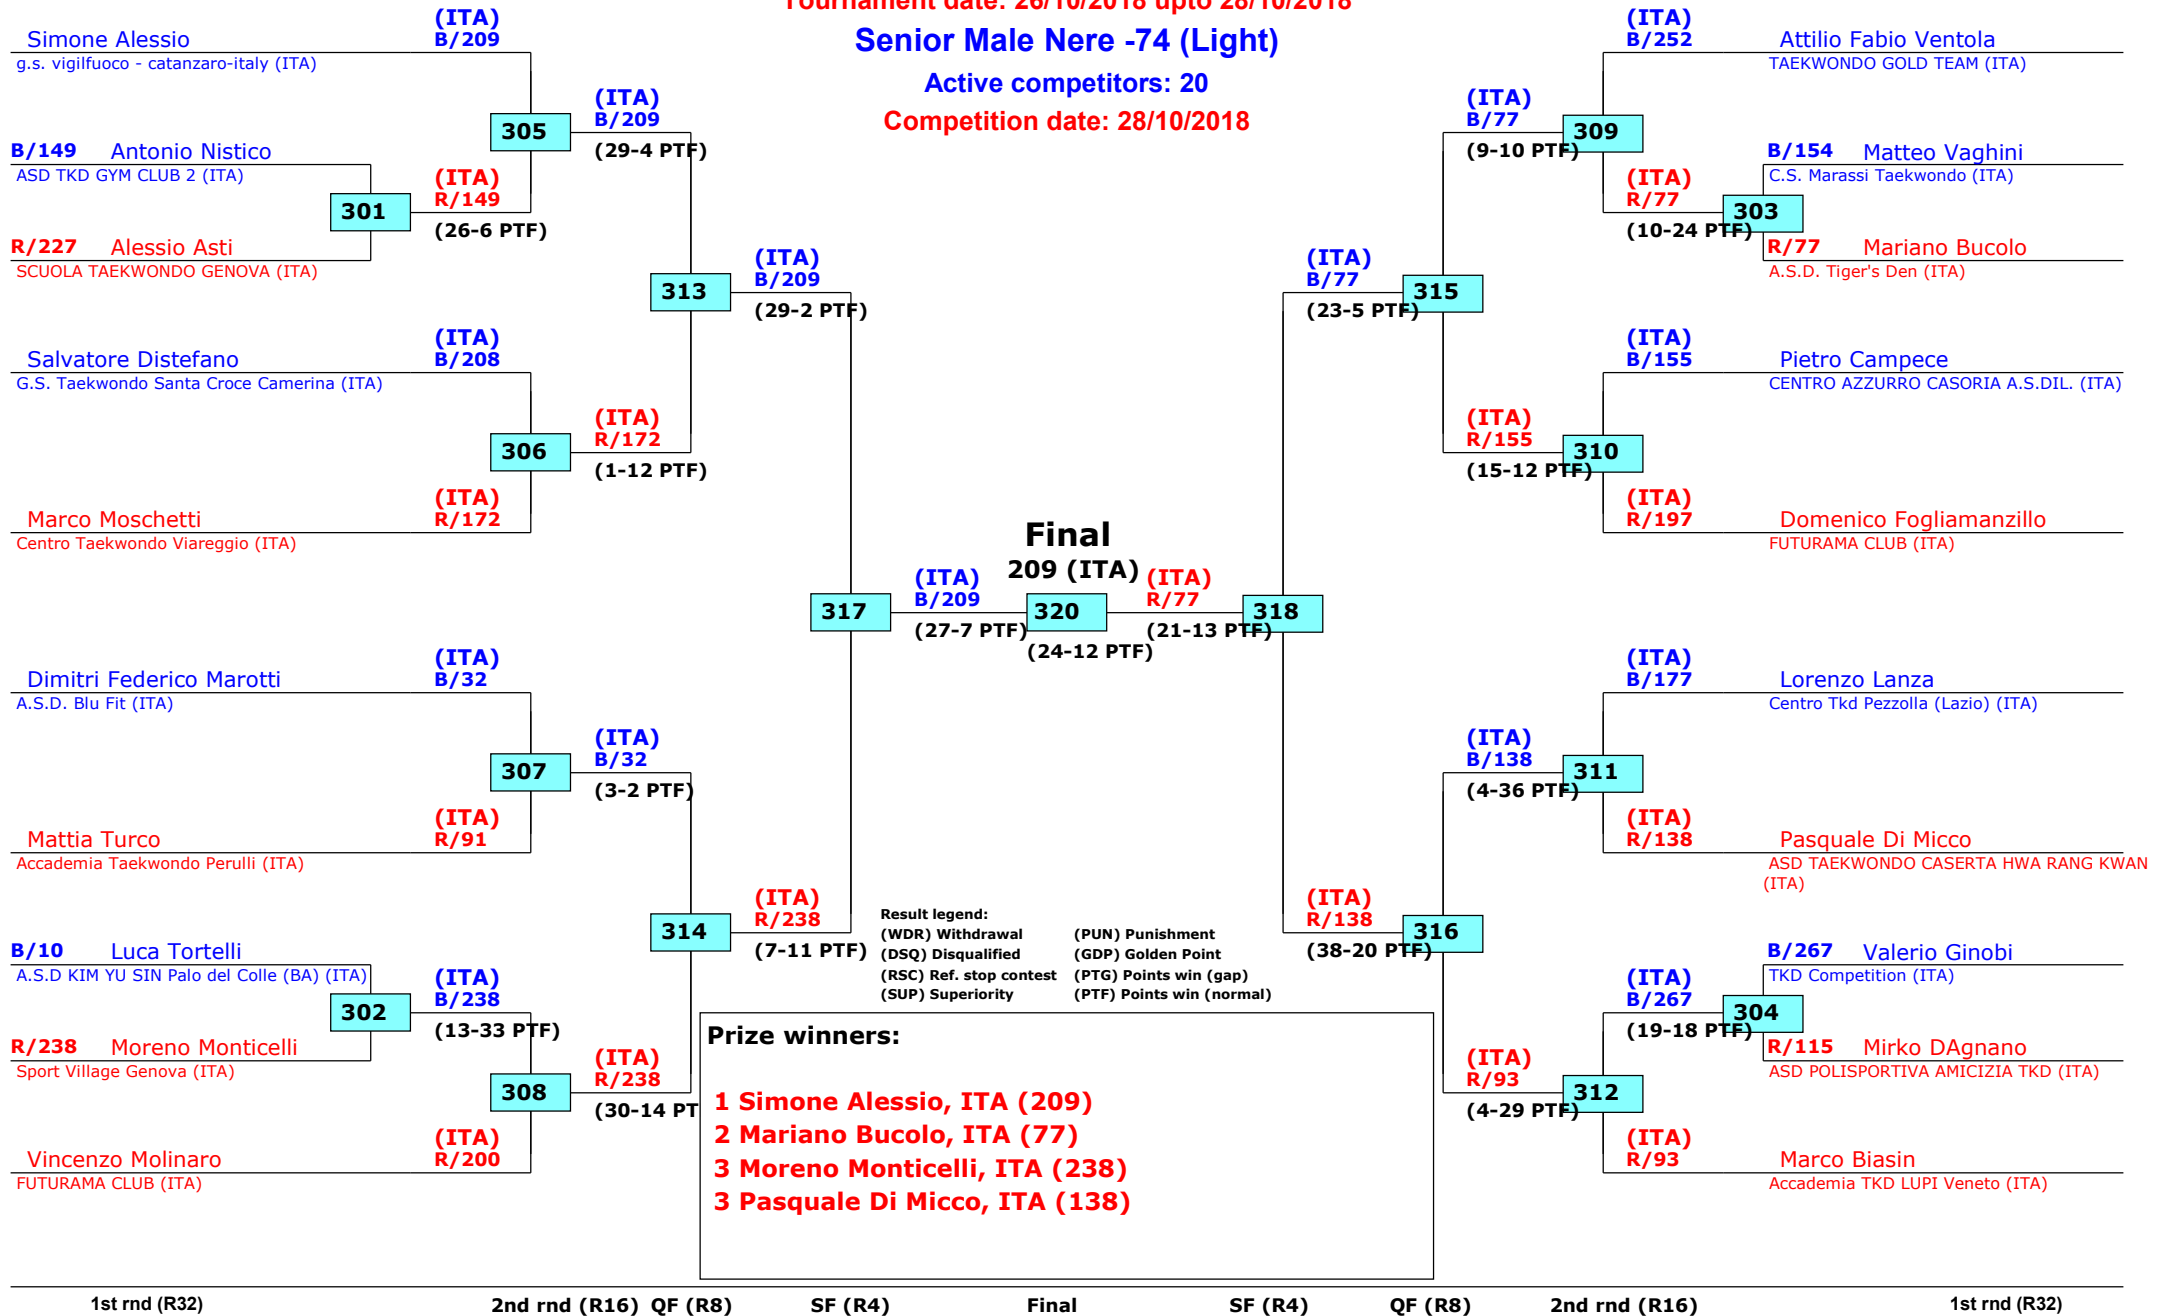 Tournament date: 26/10/2018 upto 28/10/2018
Senior Male Nere -74 (Light)
Active competitors: 20
Competition date: 28/10/2018
(ITA)
Simone Alessio B/209
g.s. vigilfuoco - catanzaro-italy (ITA)
305
(ITA)
B/209
(29-4 PTF)
B/149 Antonio Nistico
ASD TKD GYM CLUB 2 (ITA)
301
(ITA)
R/149
(26-6 PTF)
R/227 Alessio Asti
SCUOLA TAEKWONDO GENOVA (ITA)
313
(ITA)
B/209
(29-2 PTF)
(ITA)
Salvatore Distefano B/208
G.S. Taekwondo Santa Croce Camerina (ITA)
306
(ITA)
R/172
(1-12 PTF)
(ITA)
Marco Moschetti R/172
Centro Taekwondo Viareggio (ITA)
317
(ITA)
B/209
(27-7 PTF)
(ITA)
Dimitri Federico Marotti B/32
A.S.D. Blu Fit (ITA)
307
(ITA)
B/32
(3-2 PTF)
(ITA)
Mattia Turco R/91
Accademia Taekwondo Perulli (ITA)
314
(ITA)
R/238
(7-11 PTF)
B/10 Luca Tortelli
A.S.D KIM YU SIN Palo del Colle (BA) (ITA)
302
(ITA)
B/238
(13-33 PTF)
R/238 Moreno Monticelli
Sport Village Genova (ITA)
308
(ITA)
R/238
(30-14 PT
(ITA)
Vincenzo Molinaro R/200
FUTURAMA CLUB (ITA)
Final
209 (ITA)
320
(24-12 PTF)
(ITA)
R/77
(21-13 PTF)
318
(ITA)
B/252 Attilio Fabio Ventola
TAEKWONDO GOLD TEAM (ITA)
(ITA)
B/77
(9-10 PTF)
309
B/154 Matteo Vaghini
C.S. Marassi Taekwondo (ITA)
(ITA)
R/77
(10-24 PTF)
303
R/77 Mariano Bucolo
A.S.D. Tiger's Den (ITA)
(ITA)
B/77
(23-5 PTF)
315
(ITA)
B/155 Pietro Campece
CENTRO AZZURRO CASORIA A.S.DIL. (ITA)
(ITA)
R/155
(15-12 PTF)
310
(ITA)
R/197 Domenico Fogliamanzillo
FUTURAMA CLUB (ITA)
(ITA)
B/177 Lorenzo Lanza
Centro Tkd Pezzolla (Lazio) (ITA)
(ITA)
B/138
(4-36 PTF)
311
(ITA)
R/138 Pasquale Di Micco
ASD TAEKWONDO CASERTA HWA RANG KWAN
(ITA)
(ITA)
R/138
(38-20 PTF)
316
B/267 Valerio Ginobi
TKD Competition (ITA)
(ITA)
B/267
(19-18 PTF)
304
R/115 Mirko DAgnano
ASD POLISPORTIVA AMICIZIA TKD (ITA)
(ITA)
R/93
(4-29 PTF)
312
(ITA)
R/93 Marco Biasin
Accademia TKD LUPI Veneto (ITA)
Result legend:
(WDR) Withdrawal (PUN) Punishment
(DSQ) Disqualified (GDP) Golden Point
(RSC) Ref. stop contest (PTG) Points win (gap)
(SUP) Superiority (PTF) Points win (normal)
Prize winners:
1 Simone Alessio, ITA (209)
2 Mariano Bucolo, ITA (77)
3 Moreno Monticelli, ITA (238)
3 Pasquale Di Micco, ITA (138)
1st rnd (R32) 2nd rnd (R16) QF (R8) SF (R4) Final SF (R4) QF (R8) 2nd rnd (R16) 1st rnd (R32)